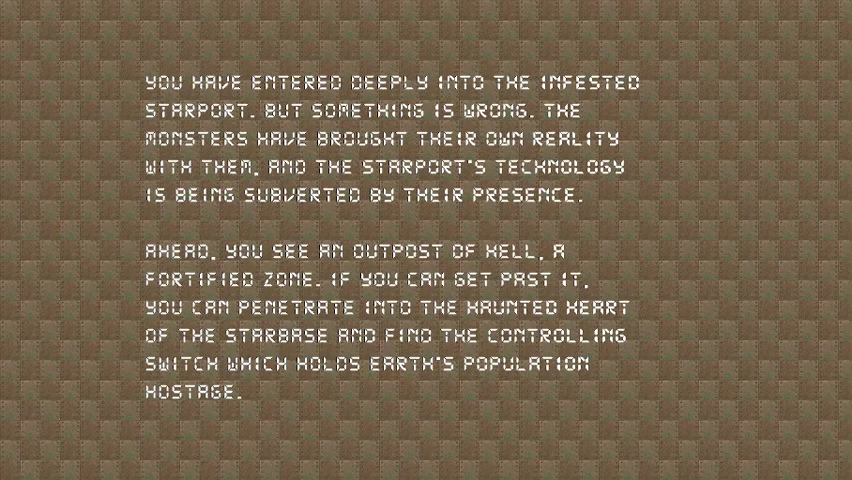 YOU HAVE ENTERED DEEPLY INTO THE INFESTED
STARPORT. BUT SOMETHING IS WRONG. THE
MONSTERS HAVE BROUGHT THEIR OWN REALITY
WITH THEM, AND THE STARPORT'S TECHNOLOGY
IS BEING SUBVERTED BY THEIR PRESENCE.

AHEAD, YOU SEE AN OUTPOST OF HELL, A
FORTIFIED ZONE. IF YOU CAN GET PAST IT,
YOU CAN PENETRATE INTO THE HAUNTED HEART
OF THE STARBASE AND FIND THE CONTROLLING
SWITCH WHICH HOLDS EARTH'S POPULATION
HOSTAGE.